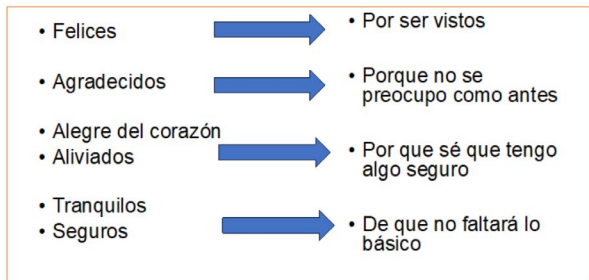 • Felices
• Por ser vistos
• Agradecidos
• Porque no se
preocupo como antes
• Alegre del corazón
• Aliviados
• Por que sé que tengo
algo seguro
• Tranquilos
• Seguros
• De que no faltará lo
básico